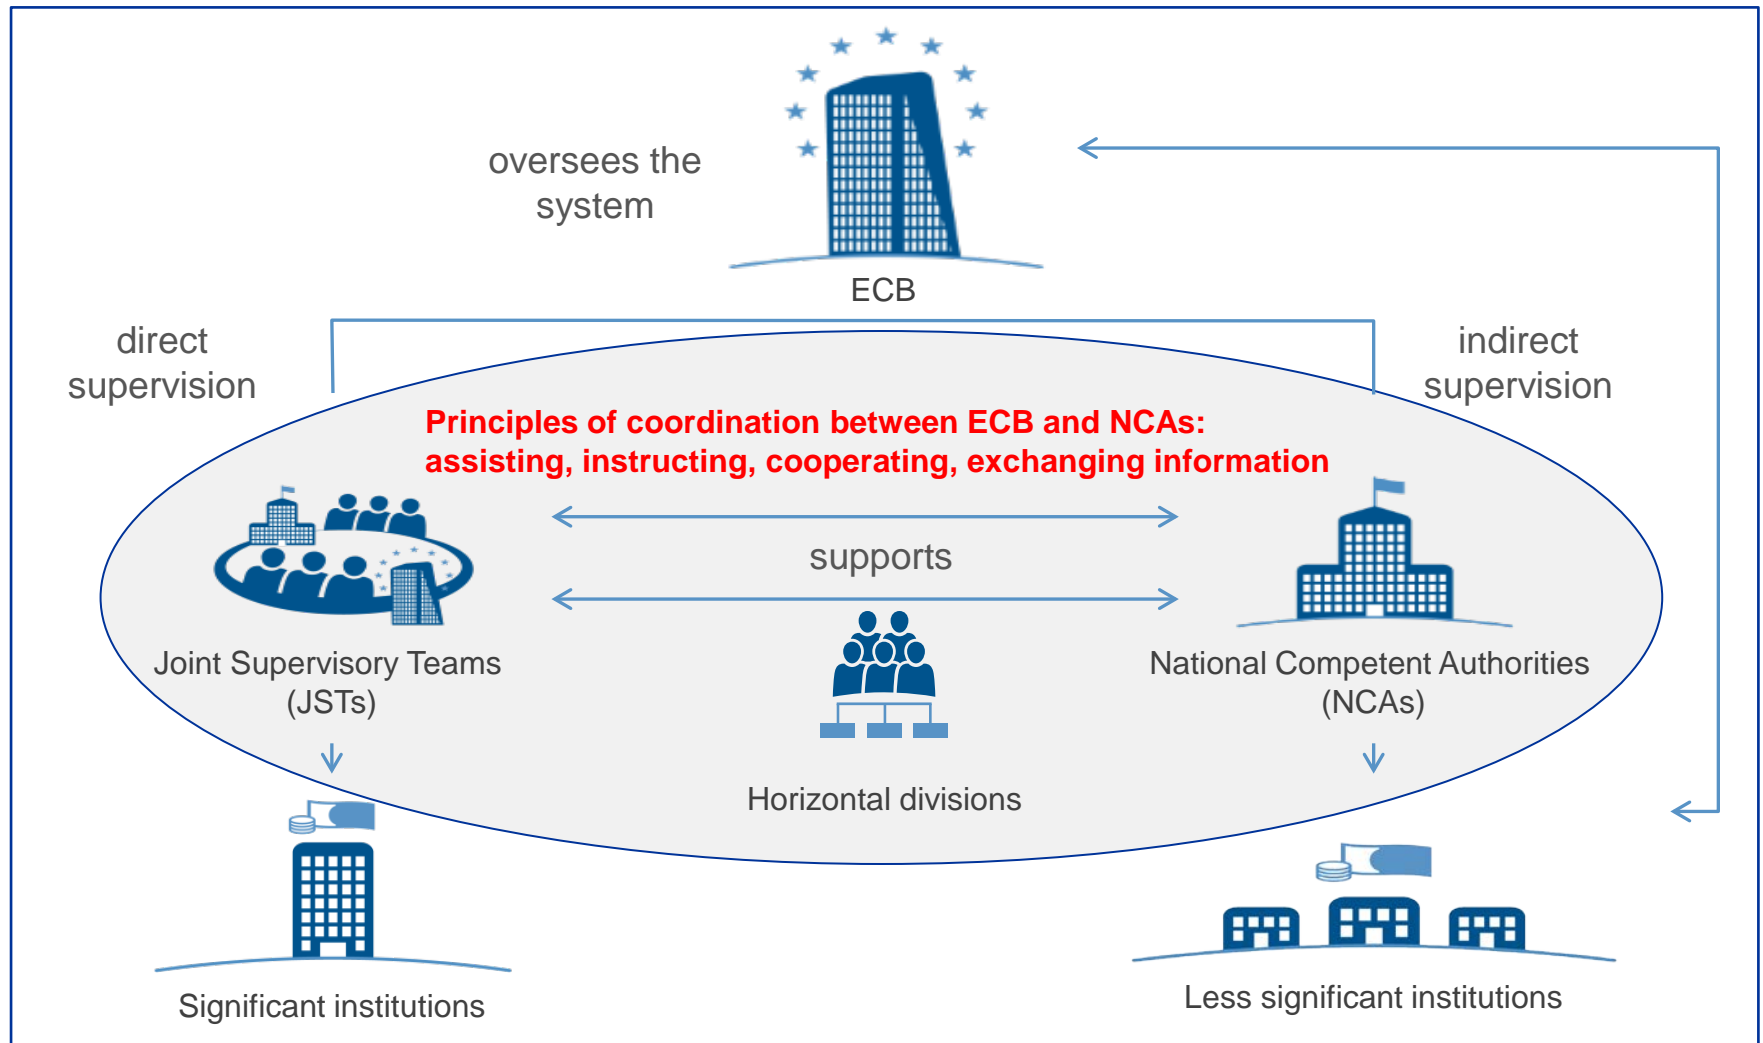 oversees the
system
ECB
direct
supervision
indirect
supervision
Principles of coordination between ECB and NCAs:
assisting, instructing, cooperating, exchanging information
supports
Joint Supervisory Teams
(JSTs)
National Competent Authorities
(NCAs)
Horizontal divisions
Significant institutions
Less significant institutions